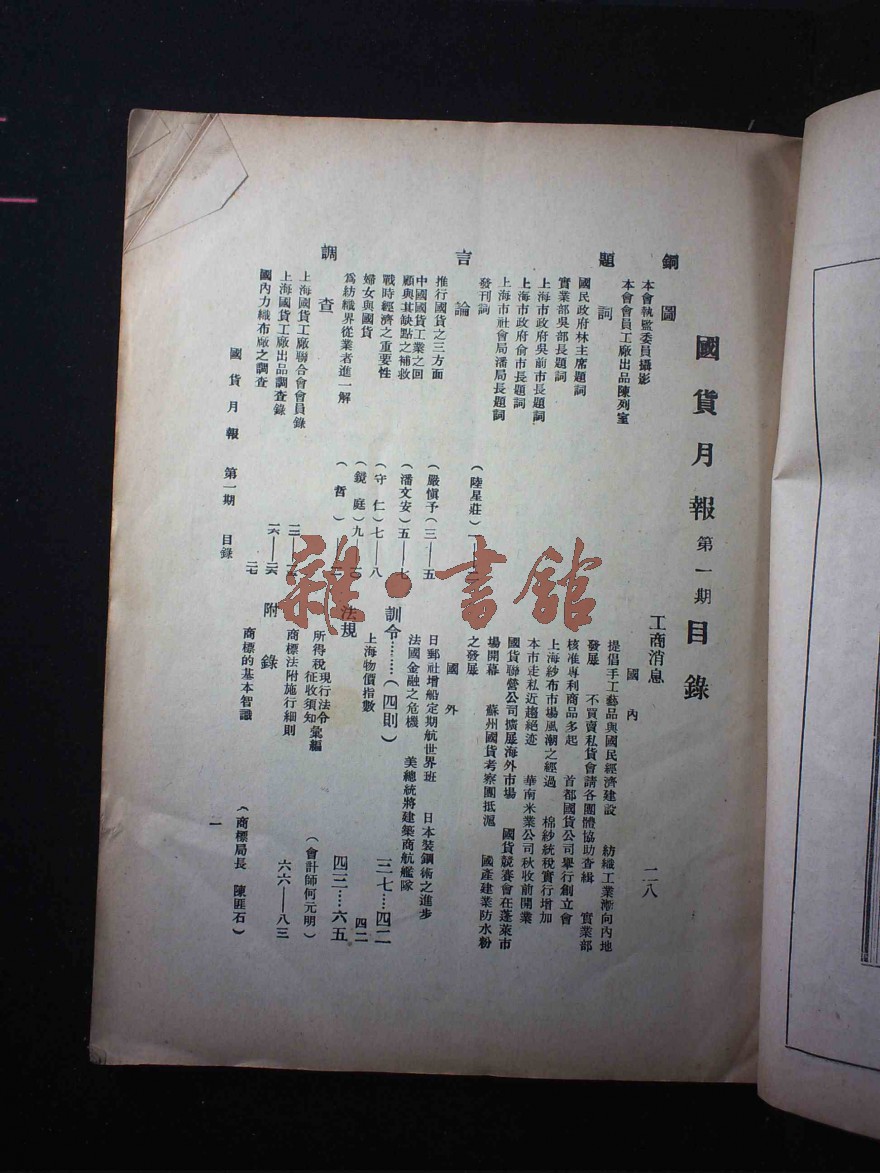 國貨月報第一期目錄
銅圖
本會執監委員攝影
本會會員工廠出品陳列室
題詞
國民政府林主席題詞
實業部吳部長題詞
上海市政府吳前市長題詞
上海市政府俞市長題詞
上海市社會局潘局長題詞
發刊詞
(陸星莊)
言論
推行國貨之三方面
(嚴愼予)三——五
中國國貨工業之回
顧與其缺點之補救
(潘文安)五——七
戰時經濟之重要性
(守仁)七——八
婦女與國貨
(鏡庭)九
爲紡織界從業者進一解
(哲)
調查
上海國貨工廠聯合會會員錄
上海國貨工廠出品調查錄
國內力織布廠之調查
工商消息
二八
國內
提倡手工藝品與國民經濟建設 紡織工業漸向內地
發展 不買賣私貨會請各團體協助查緝 實業部
核准專利商品多起 首都國貨公司舉行創立會
上海紗布市場風潮之經過 棉紗統稅實行增加
本市走私近趨絕迹 華南米業公司秋收前開業
國貨聯營公司擴展海外市場 國貨競賽會在蓬萊市
場開幕 蘇州國貨考察團抵滬 國產建業防水粉
之發展
國外
日郵社增船定期航世界班 日本裝鋼術之進步
法國金融之危機 美總統將建築商航艦隊
訓令………(四則)
三七……四二
上海物價指數
四二
法規
四三……六五
所得稅現行法令
征收須知彙編
(會計師何元明)
商標法附施行細則
六六——八三
附錄
商標的基本智識
(商標局長 陳匪石)
國貨月報 第一期 目錄
一
雜·書舘